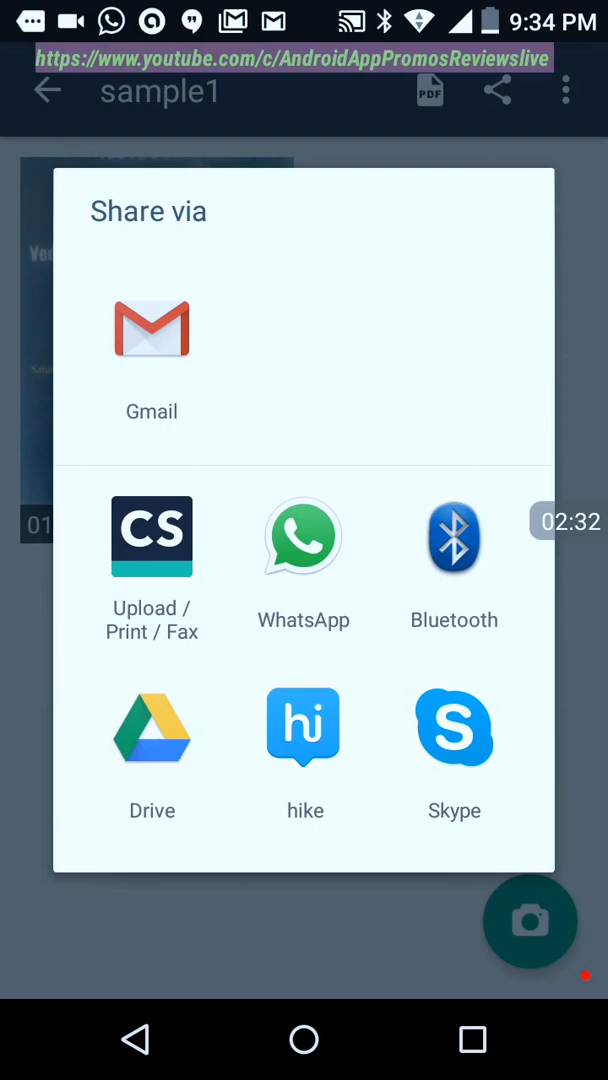 9:34 PM
https://www.youtube.com/c/AndroidAppPromosReviewslive
sample1
PDF
Share via
Gmail
CS
Upload /
Print / Fax
WhatsApp
Bluetooth
02:32
01
hi
S
Drive
hike
Skype